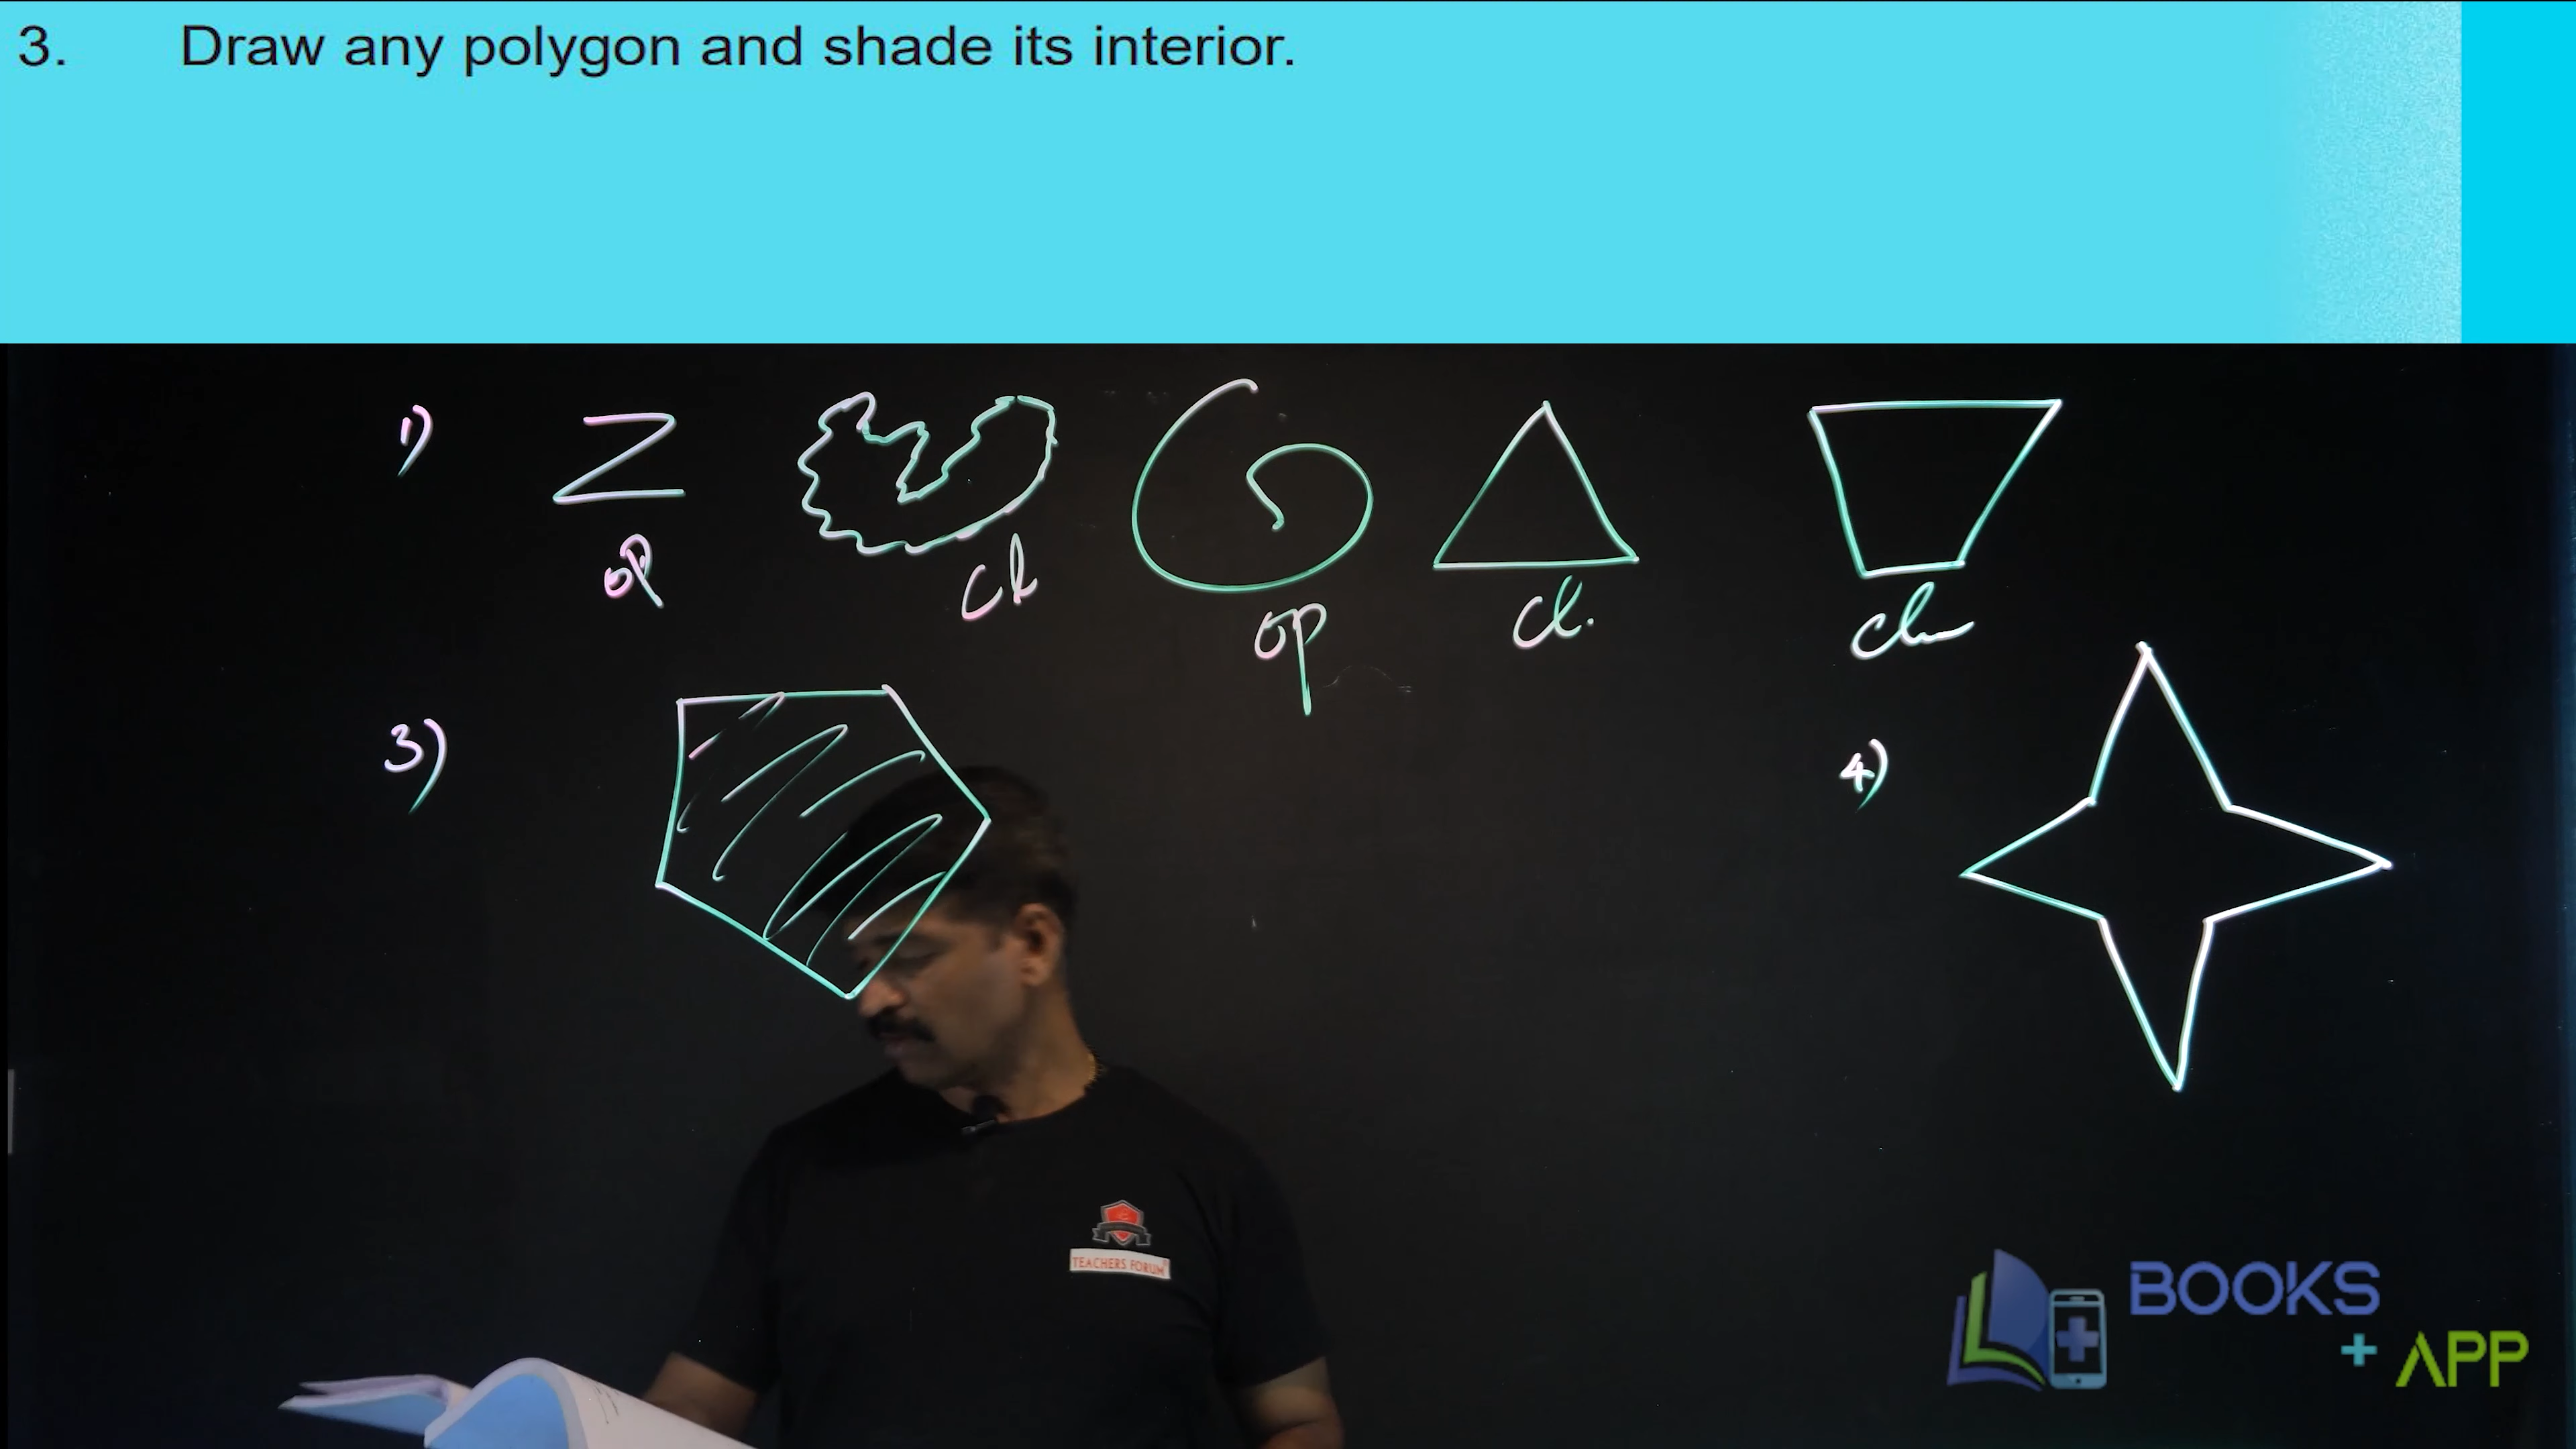 3. Draw any polygon and shade its interior.
1)
op cl op cl. cl
3) 4)
TEACHERS FORUM
BOOKS
+ APP